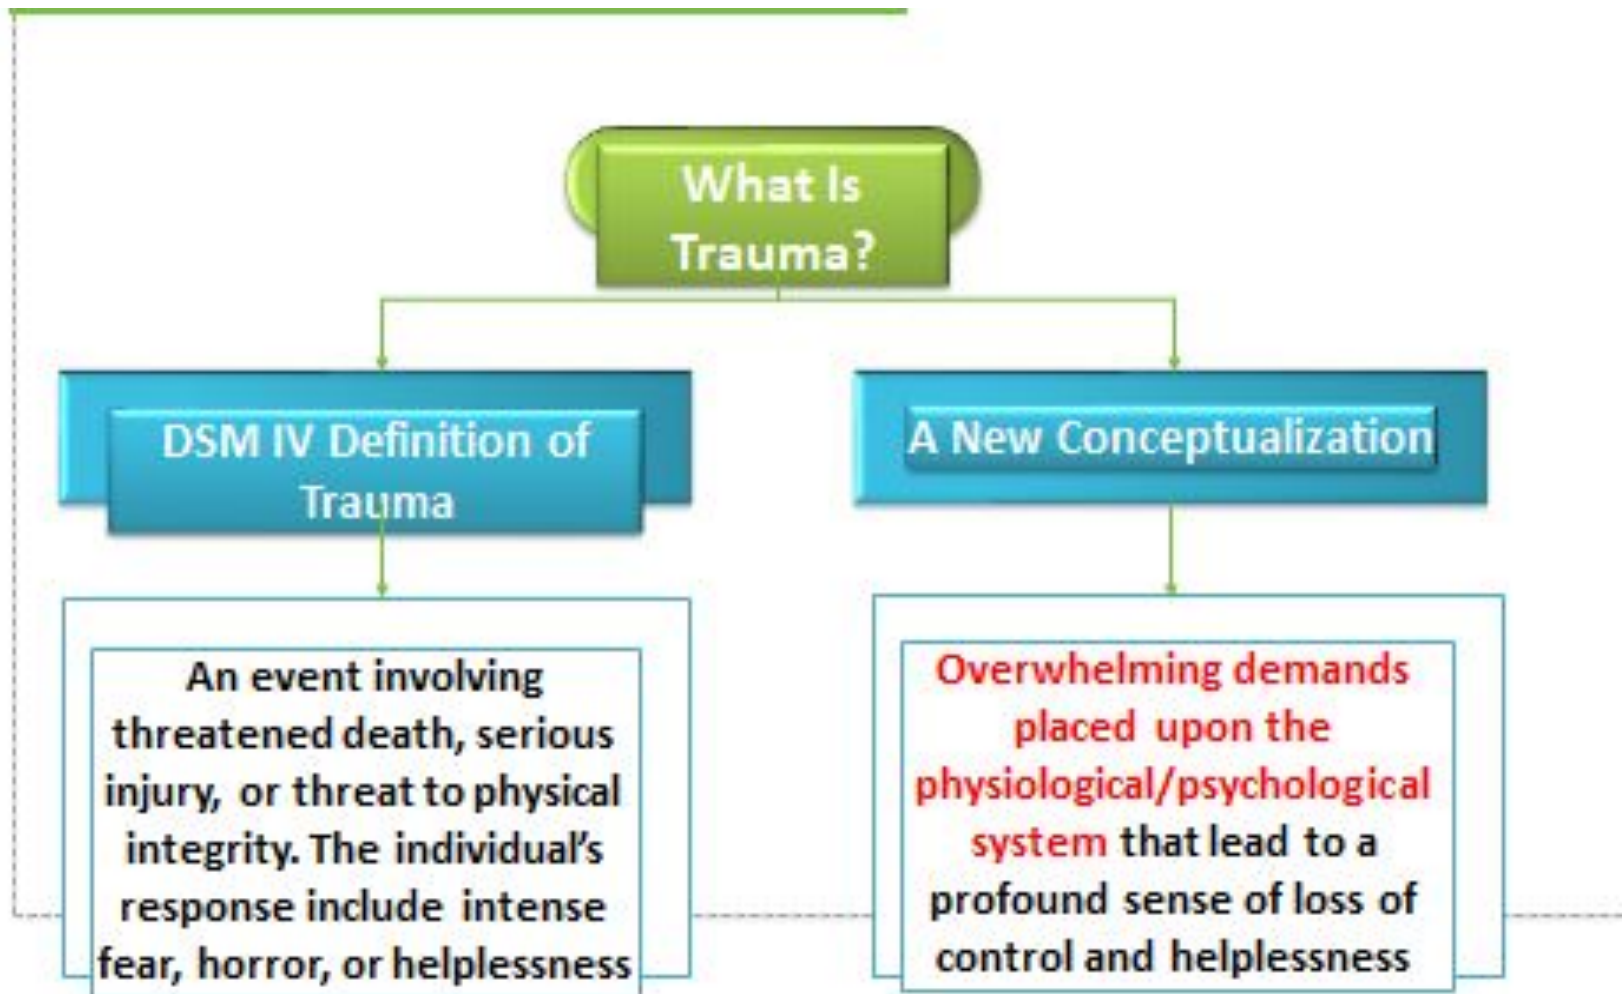 What Is
Trauma?
DSM IV Definition of
Trauma
A New Conceptualization
An event involving
threatened death, serious
injury, or threat to physical
integrity. The individual's
response include intense
fear, horror, or helplessness
Overwhelming demands
placed upon the
physiological/psychological
system that lead to a
profound sense of loss of
control and helplessness